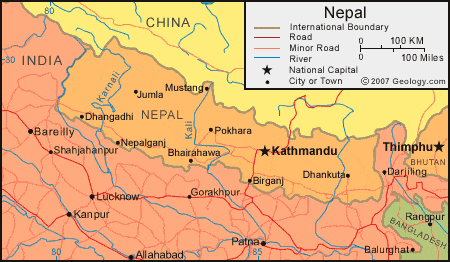 Nepal
International Boundary
Road
Minor Road
River
National Capital
City or Town
0 100 KM
100 Miles
© 2007 Geology.com
CHINA
INDIA
30
Karnali
Mustang
Jumla
NEPAL
Dhangadhi
Kali
Pokhara
Bareilly
Nepalganj
Kathmandu
Thimphu
Shahjahanpur
Bhairahawa
BHUTAN
Birganj
Dhankuta
Darjiling
Lucknow
Gorakhpur
Kanpur
Rangpur
BANGLADESH
Patna
Balurghat
80
Allahabad
85